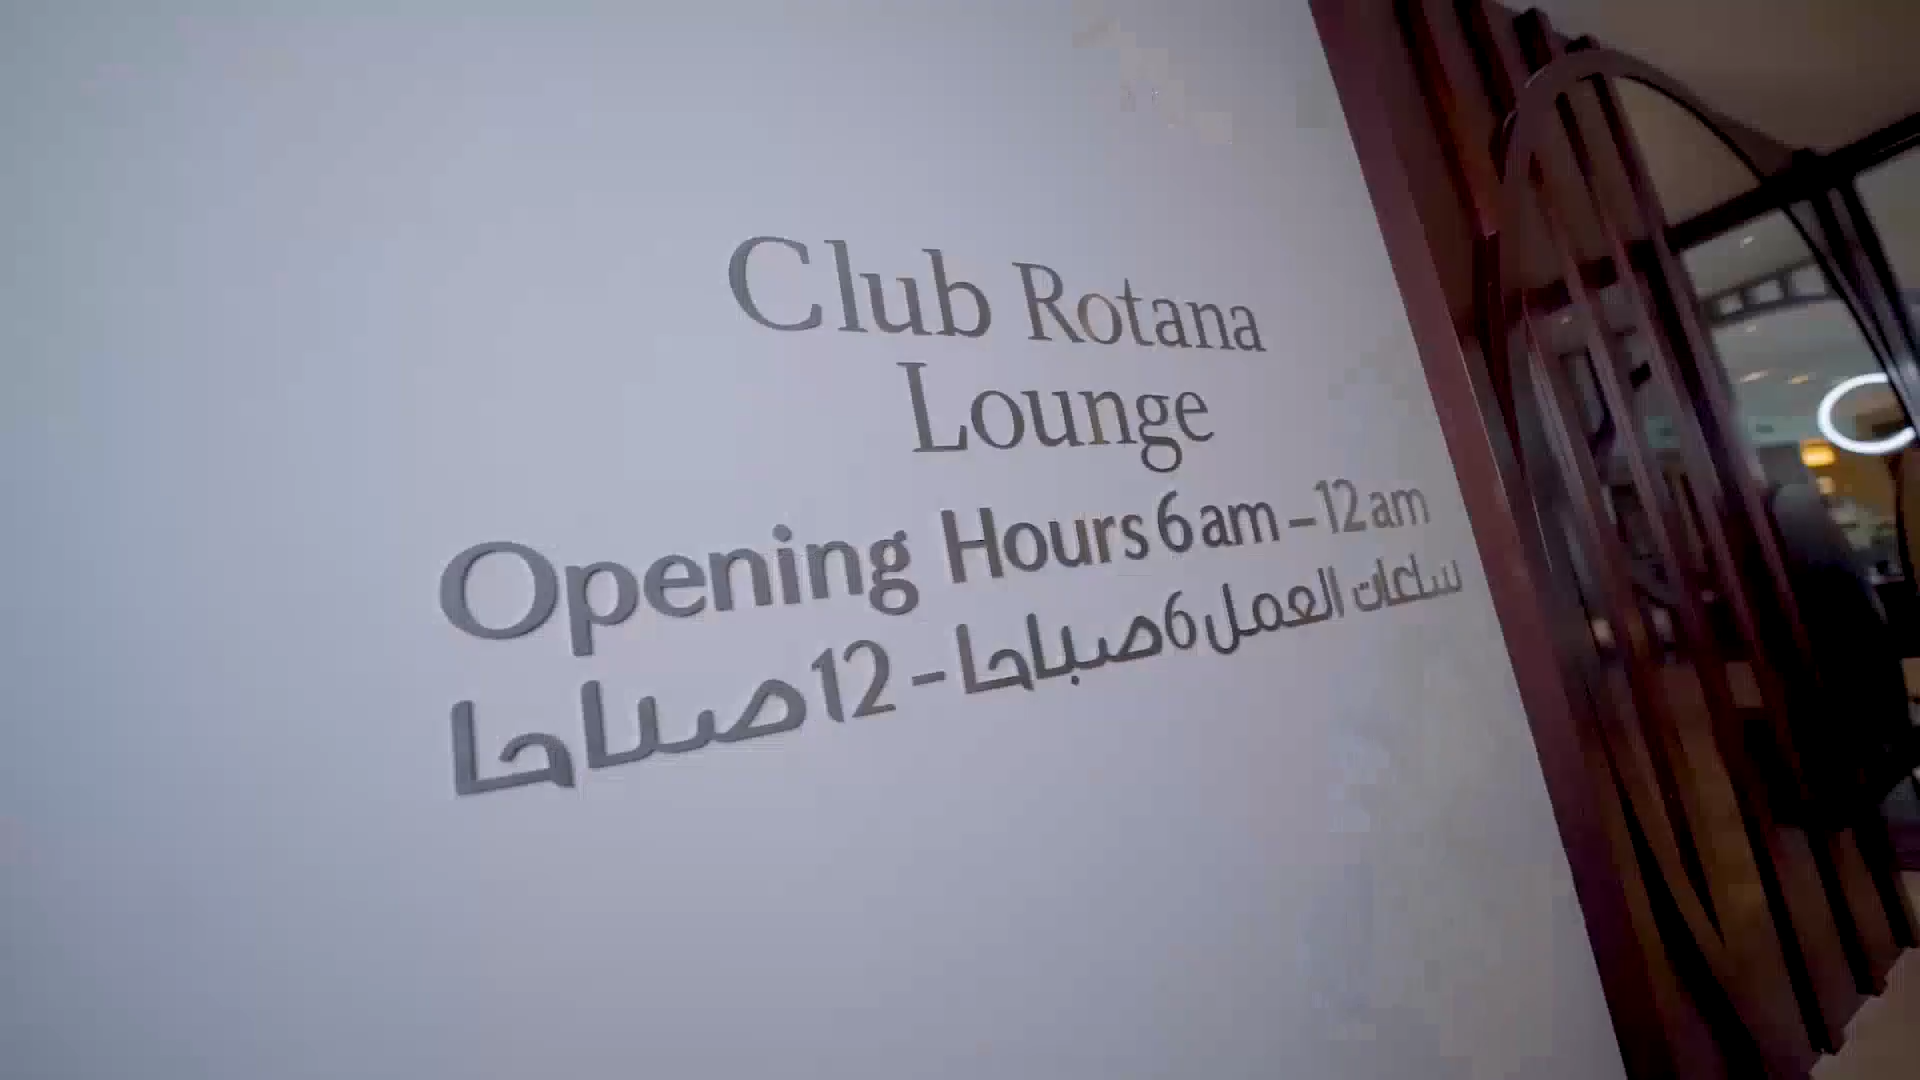 Club Rotana
Lounge
Opening Hours 6 am – 12 am
ساعات العمل 6 صباحا - 12 صباحا